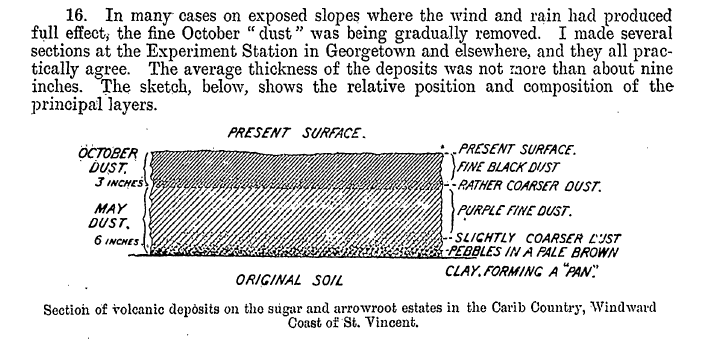 16. In many cases on exposed slopes where the wind and rain had produced
full effect, the fine October "dust" was being gradually removed. I made several
sections at the Experiment Station in Georgetown and elsewhere, and they all prac-
tically agree. The average thickness of the deposits was not more than about nine
inches. The sketch, below, shows the relative position and composition of the
principal layers.
PRESENT SURFACE.
OCTOBER
DUST.
3 INCHES
MAY
DUST.
6 INCHES
PRESENT SURFACE.
FINE BLACK DUST
RATHER COARSER DUST.
PURPLE FINE DUST.
SLIGHTLY COARSER DUST
PEBBLES IN A PALE BROWN
CLAY, FORMING A "PAN".
ORIGINAL SOIL
Section of volcanic deposits on the sugar and arrowroot estates in the Carib Country, Windward
Coast of St. Vincent.